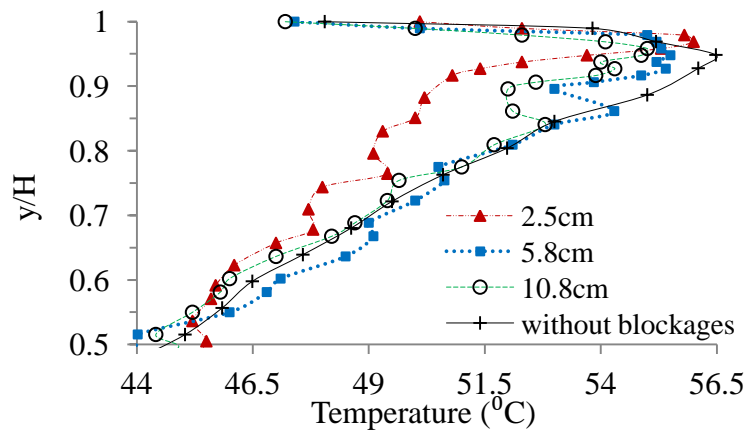 1
0.9
0.8
0.7
0.6
0.5
y/H
2.5cm
5.8cm
10.8cm
without blockages
44 46.5 49 51.5 54 56.5
Temperature (⁰C)